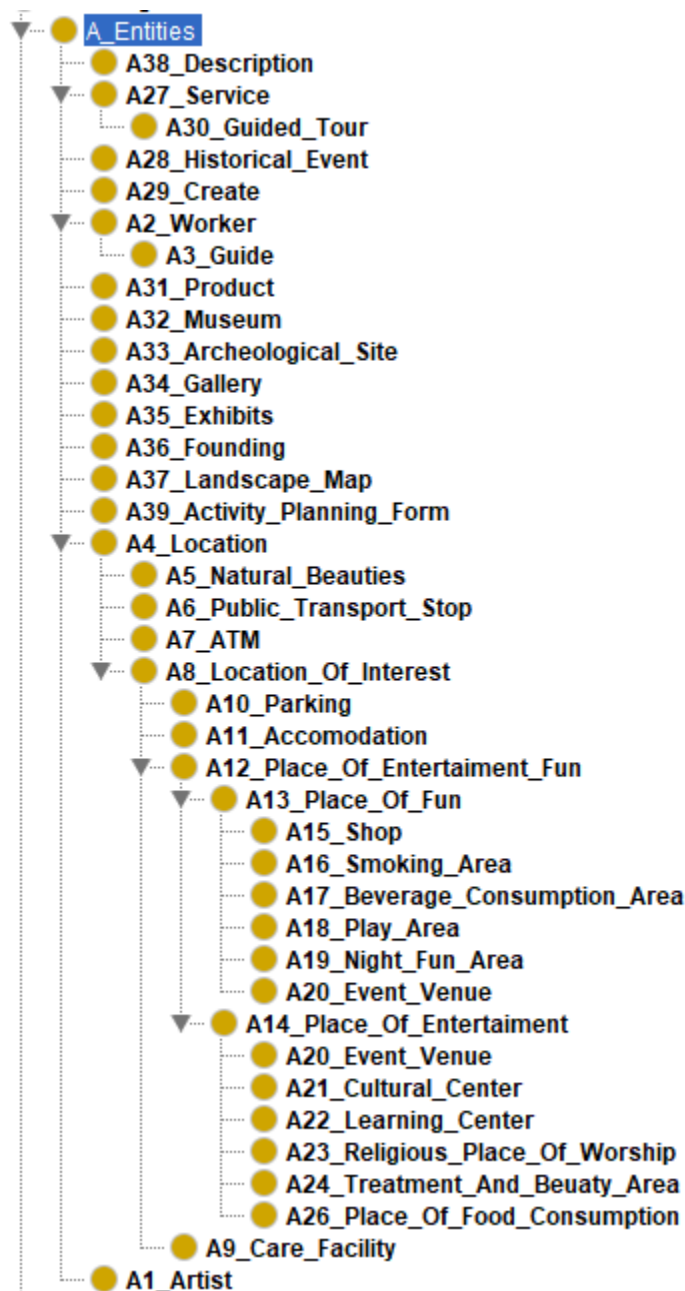 A_Entities
A38_Description
A27_Service
A30_Guided_Tour
A28_Historical_Event
A29_Create
A2_Worker
A3_Guide
A31_Product
A32_Museum
A33_Archeological_Site
A34_Gallery
A35_Exhibits
A36_Founding
A37_Landscape_Map
A39_Activity_Planning_Form
A4_Location
A5_Natural_Beauties
A6_Public_Transport_Stop
A7_ATM
A8_Location_Of_Interest
A10_Parking
A11_Accomodation
A12_Place_Of_Entertaiment_Fun
A13_Place_Of_Fun
A15_Shop
A16_Smoking_Area
A17_Beverage_Consumption_Area
A18_Play_Area
A19_Night_Fun_Area
A20_Event_Venue
A14_Place_Of_Entertaiment
A20_Event_Venue
A21_Cultural_Center
A22_Learning_Center
A23_Religious_Place_Of_Worship
A24_Treatment_And_Beuaty_Area
A26_Place_Of_Food_Consumption
A9_Care_Facility
A1_Artist